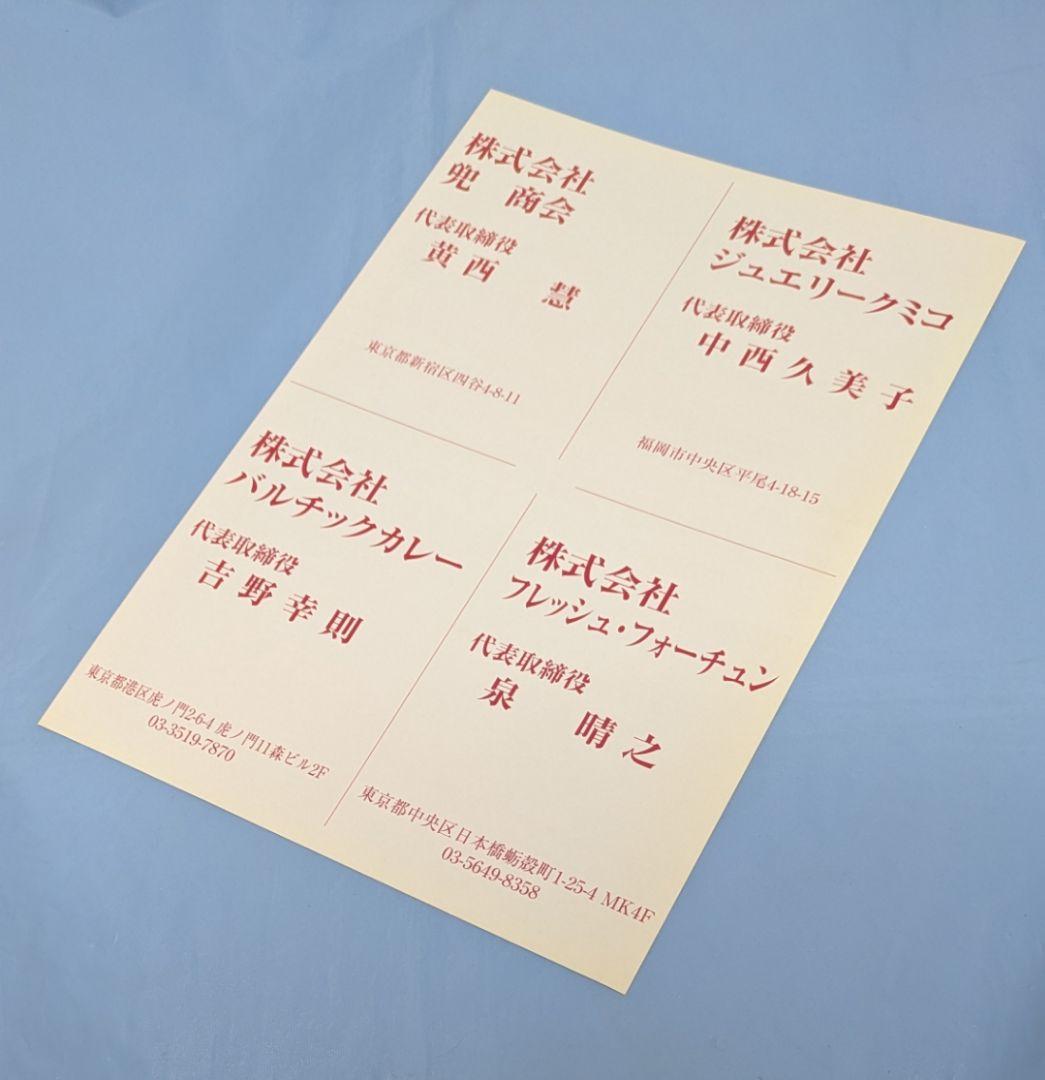 株式会社
兜 商会
代表取締役
黄西 慧
東京都新宿区四谷4-8-11
株式会社
ジュエリークミコ
代表取締役
中西久美子
福岡市中央区平尾4-18-15
株式会社
バルチックカレー
代表取締役
吉野幸則
東京都港区虎ノ門2-6-4 虎ノ門11森ビル2F
03-3519-7870
株式会社
フレッシュ・フォーチュン
代表取締役
泉 晴之
東京都中央区日本橋蛎殻町1-25-4 MK4F
03-5649-8358